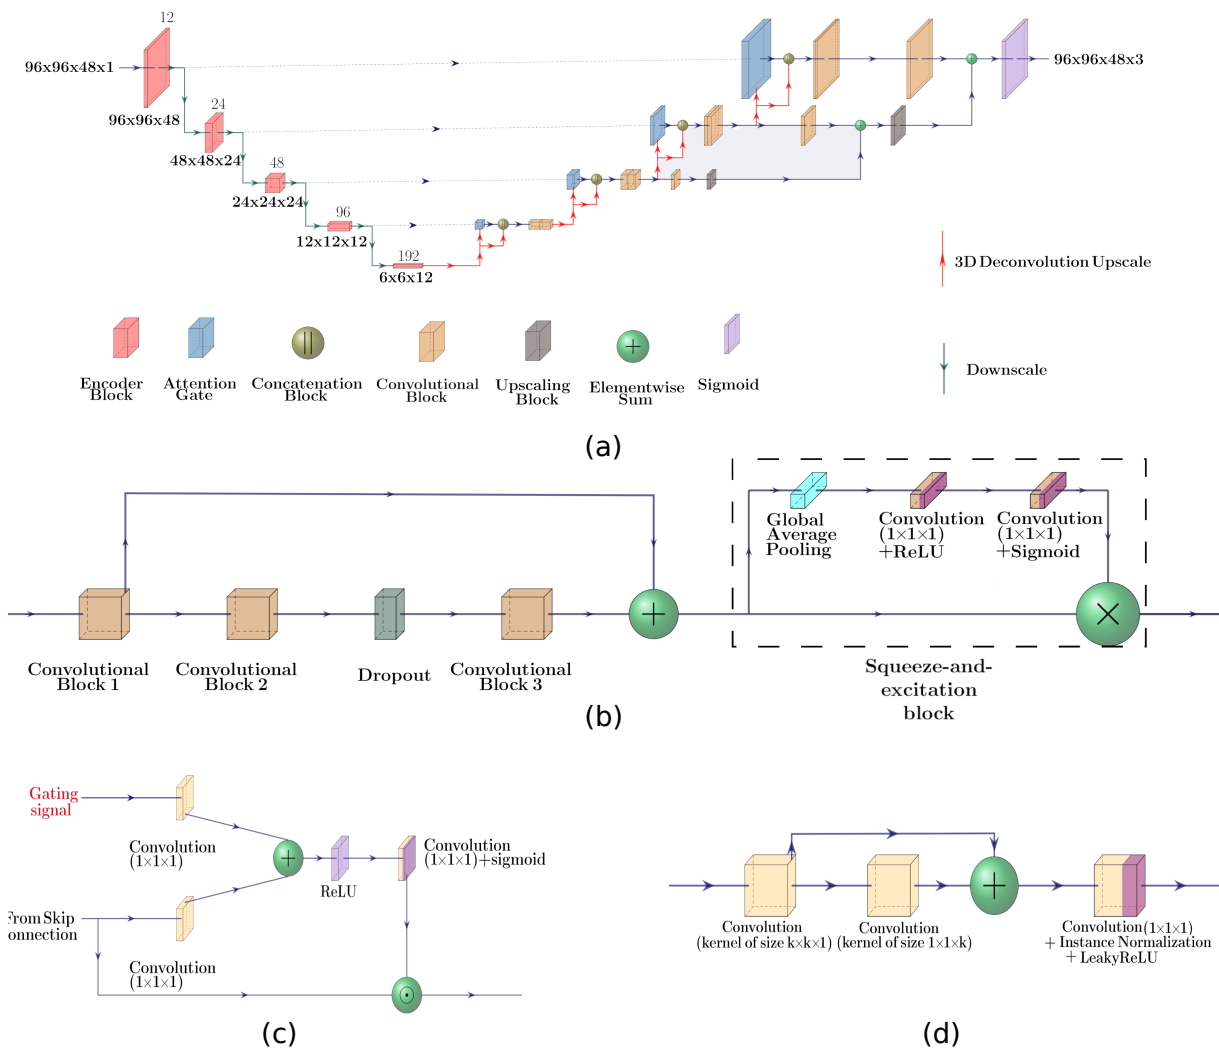 12
96x96x48x1
96x96x48x3
96x96x48
24
48x48x24
48
24x24x24
96
12x12x12
192
6x6x12
3D Deconvolution Upscale
Downscale
Encoder
Block
Attention
Gate
Concatenation
Block
Convolutional
Block
Upscaling
Block
Elementwise
Sum
Sigmoid
(a)
Global
Average
Pooling
Convolution
(1×1×1)
+ReLU
Convolution
(1×1×1)
+Sigmoid
Convolutional
Block 1
Convolutional
Block 2
Dropout
Convolutional
Block 3
Squeeze-and-
excitation
block
(b)
Gating
signal
Convolution
(1×1×1)
ReLU
Convolution
(1×1×1)+sigmoid
From Skip
onnection
Convolution
(1×1×1)
(c)
Convolution
(kernel of size k×k×1)
Convolution
(kernel of size 1×1×k)
Convolution(1×1×1)
+ Instance Normalization
+ LeakyReLU
(d)